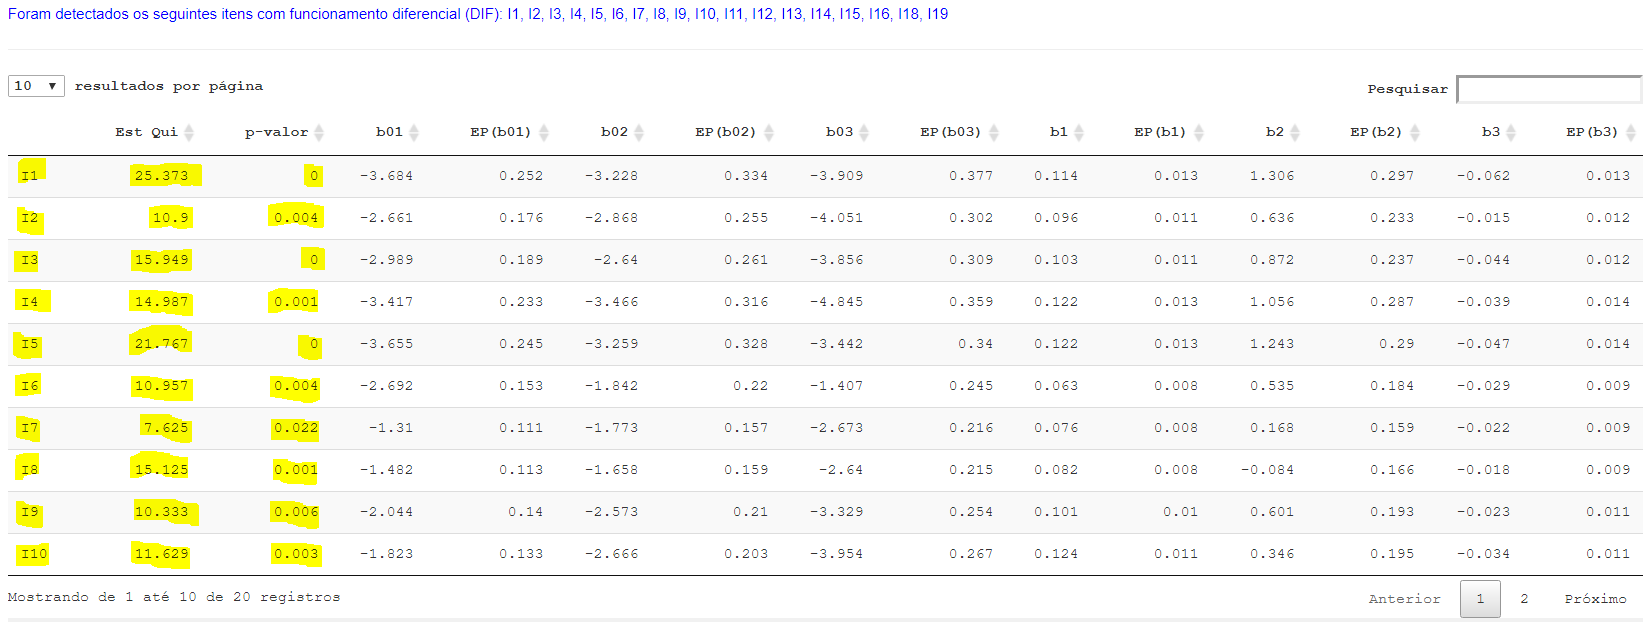 Foram detectados os seguintes itens com funcionamento diferencial (DIF): I1, I2, I3, I4, I5, I6, I7, I8, I9, I10, I11, I12, I13, I14, I15, I16, I18, I19
10 resultados por página
Pesquisar
Est Qui p-valor b01 EP(b01) b02 EP(b02) b03 EP(b03) b1 EP(b1) b2 EP(b2) b3 EP(b3)
I1 25.373 0 -3.684 0.252 -3.228 0.334 -3.909 0.377 0.114 0.013 1.306 0.297 -0.062 0.013
I2 10.9 0.004 -2.661 0.176 -2.868 0.255 -4.051 0.302 0.096 0.011 0.636 0.233 -0.015 0.012
I3 15.949 0 -2.989 0.189 -2.64 0.261 -3.856 0.309 0.103 0.011 0.872 0.237 -0.044 0.012
I4 14.987 0.001 -3.417 0.233 -3.466 0.316 -4.845 0.359 0.122 0.013 1.056 0.287 -0.039 0.014
I5 21.767 0 -3.655 0.245 -3.259 0.328 -3.442 0.34 0.122 0.013 1.243 0.29 -0.047 0.014
I6 10.957 0.004 -2.692 0.153 -1.842 0.22 -1.407 0.245 0.063 0.008 0.535 0.184 -0.029 0.009
I7 7.625 0.022 -1.31 0.111 -1.773 0.157 -2.673 0.216 0.076 0.008 0.168 0.159 -0.022 0.009
I8 15.125 0.001 -1.482 0.113 -1.658 0.159 -2.64 0.215 0.082 0.008 -0.084 0.166 -0.018 0.009
I9 10.333 0.006 -2.044 0.14 -2.573 0.21 -3.329 0.254 0.101 0.01 0.601 0.193 -0.023 0.011
I10 11.629 0.003 -1.823 0.133 -2.666 0.203 -3.954 0.267 0.124 0.011 0.346 0.195 -0.034 0.011
Mostrando de 1 até 10 de 20 registros
Anterior 1 2 Próximo